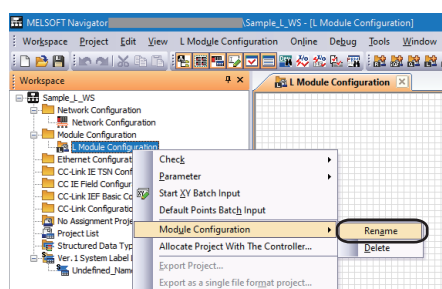 MELSOFT Navigator \Sample_L_WS - [L Module Configuration]
Workspace Project Edit View L Module Configuration Online Debug Tools Window
Workspace
L Module Configuration
Sample_L_WS
Network Configuration
Network Configuration
Module Configuration
L Module Configuration
Ethernet Configurat
CC-Link IE TSN Conf
CC IE Field Configur
CC-Link IEF Basic Co
CC-Link Configuratio
No Assignment Proje
Project List
Structured Data Typ
Ver.1 System Label D
Undefined_Nam
Check
Parameter
Start XY Batch Input
Default Points Batch Input
Module Configuration
Allocate Project With The Controller...
Export Project...
Export as a single file format project...
Rename
Delete